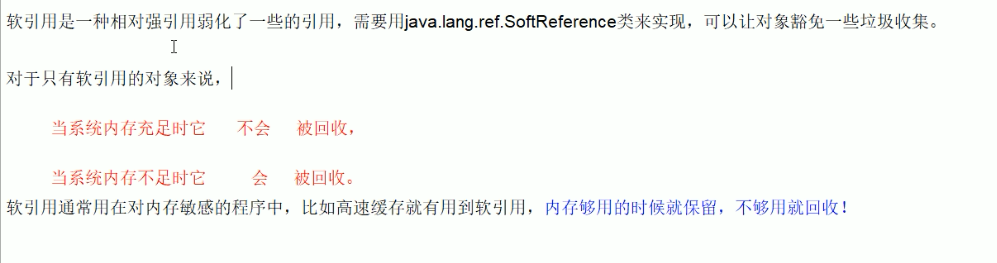 软引用是一种相对强引用弱化了一些的引用，需要用java.lang.ref.SoftReference类来实现，可以让对象豁免一些垃圾收集。
对于只有软引用的对象来说，
当系统内存充足时它 不会 被回收，
当系统内存不足时它 会 被回收。
软引用通常用在对内存敏感的程序中，比如高速缓存就有用到软引用，内存够用的时候就保留，不够用就回收！